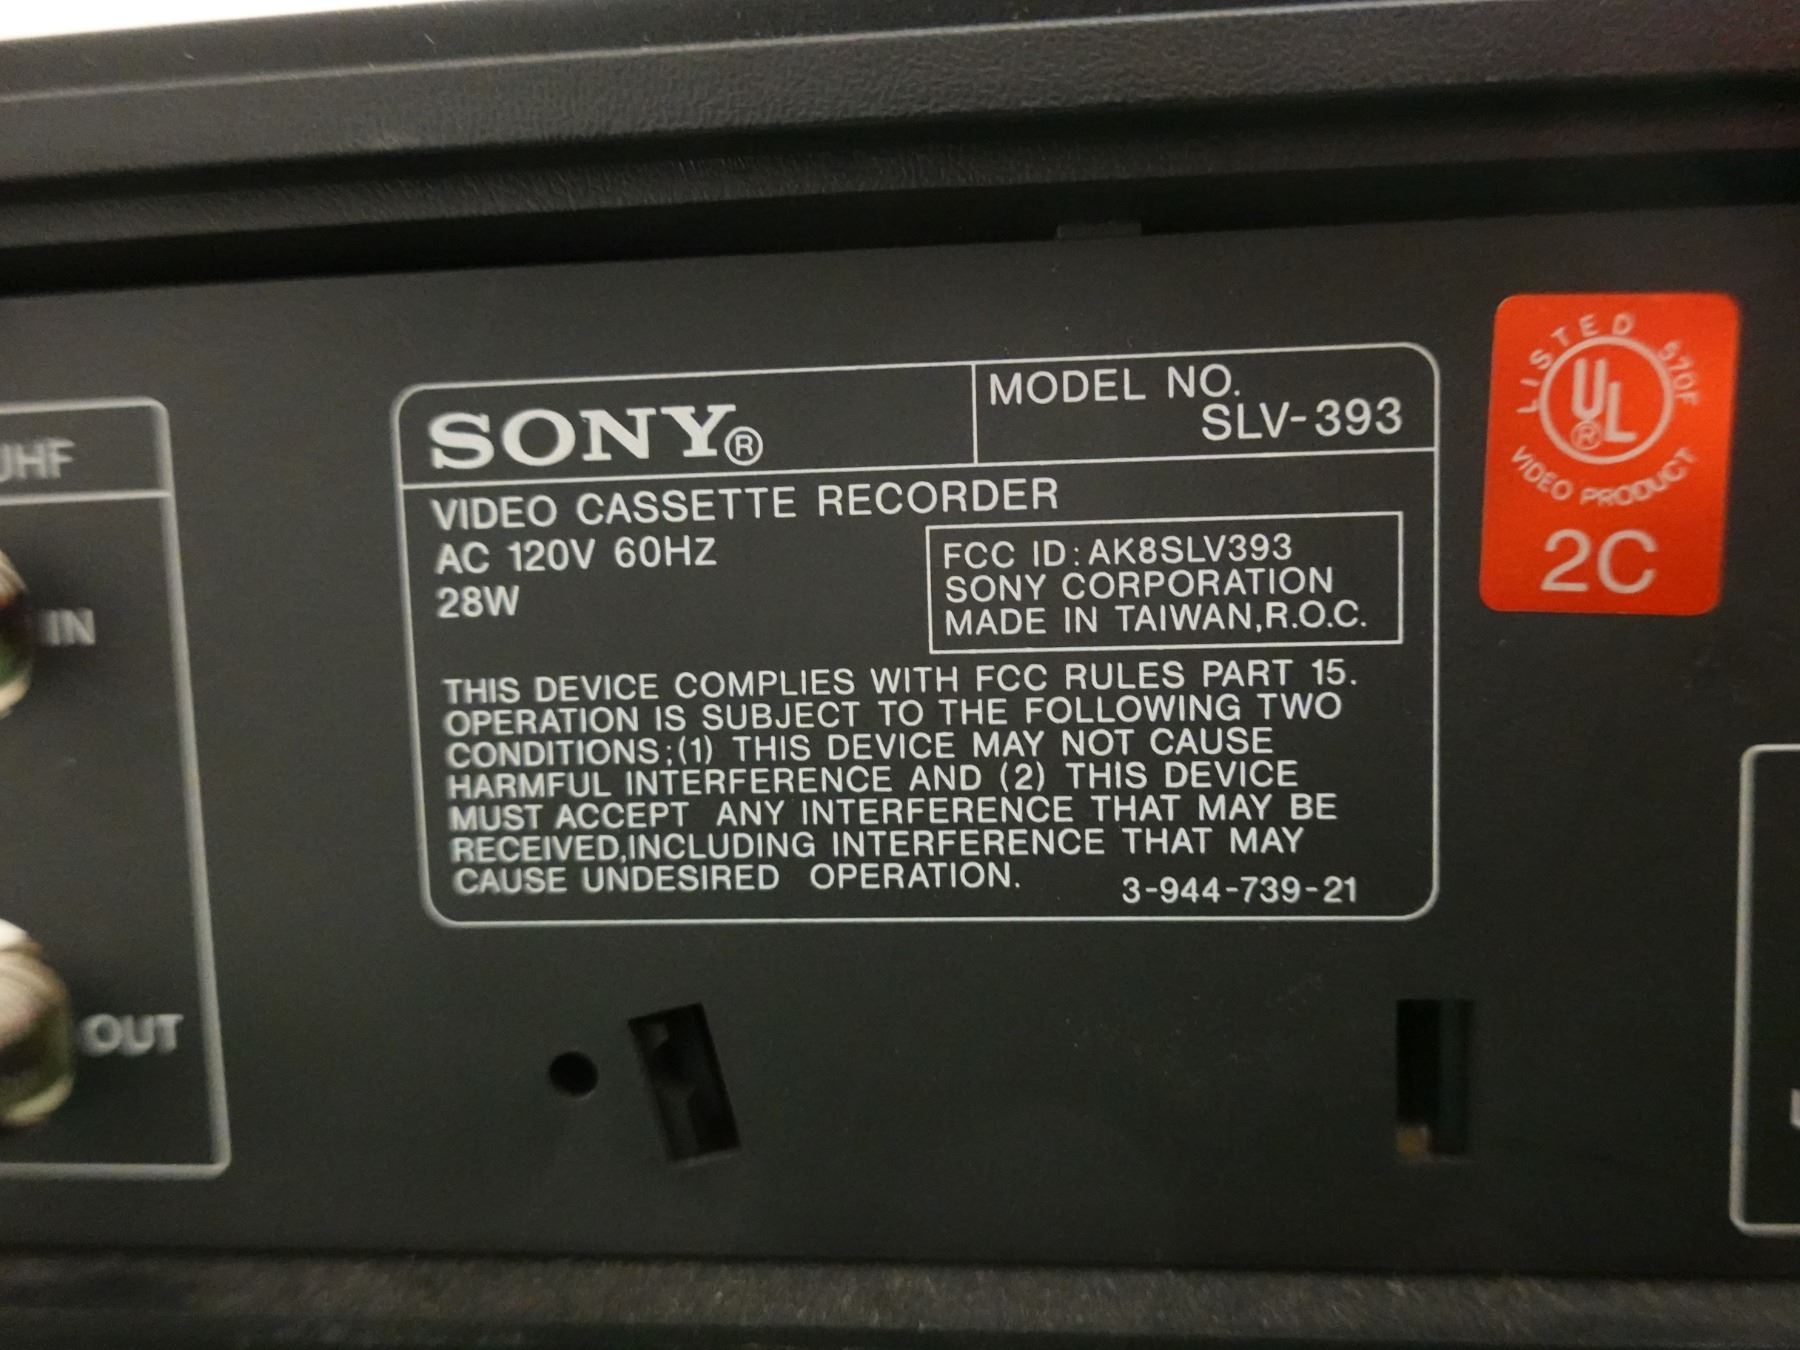 SONY®
MODEL NO.
SLV-393
VIDEO CASSETTE RECORDER
AC 120V 60HZ
28W
FCC ID: AK8SLV393
SONY CORPORATION
MADE IN TAIWAN,R.O.C.
THIS DEVICE COMPLIES WITH FCC RULES PART 15.
OPERATION IS SUBJECT TO THE FOLLOWING TWO
CONDITIONS;(1) THIS DEVICE MAY NOT CAUSE
HARMFUL INTERFERENCE AND (2) THIS DEVICE
MUST ACCEPT ANY INTERFERENCE THAT MAY BE
RECEIVED,INCLUDING INTERFERENCE THAT MAY
CAUSE UNDESIRED OPERATION.
3-944-739-21
LISTED 570F
UL®
VIDEO PRODUCT
2C
UHF
IN
OUT